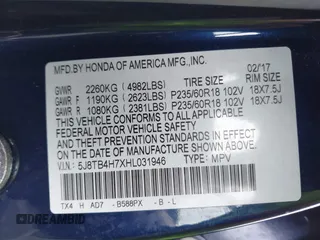 MFD.BY HONDA OF AMERICA MFG.,INC. 02/17
GVWR 2260KG (4982LBS) TIRE SIZE RIM SIZE
GAWR F 1190KG (2623LBS) P235/60R18 102V 18X7.5J
GAWR R 1080KG (2381LBS) P235/60R18 102V 18X7.5J
THIS VEHICLE CONFORMS TO ALL APPLICABLE
FEDERAL MOTOR VEHICLE SAFETY, BUMPER,
AND THEFT PREVENTION STANDARDS IN EFFECT
ON THE DATE OF MANUFACTURE SHOWN ABOVE.
V.I.N.: 5J8TB4H7XHL031946 TYPE: MPV
TX4 H AD7 -B588PX -B -L
DREAMBID